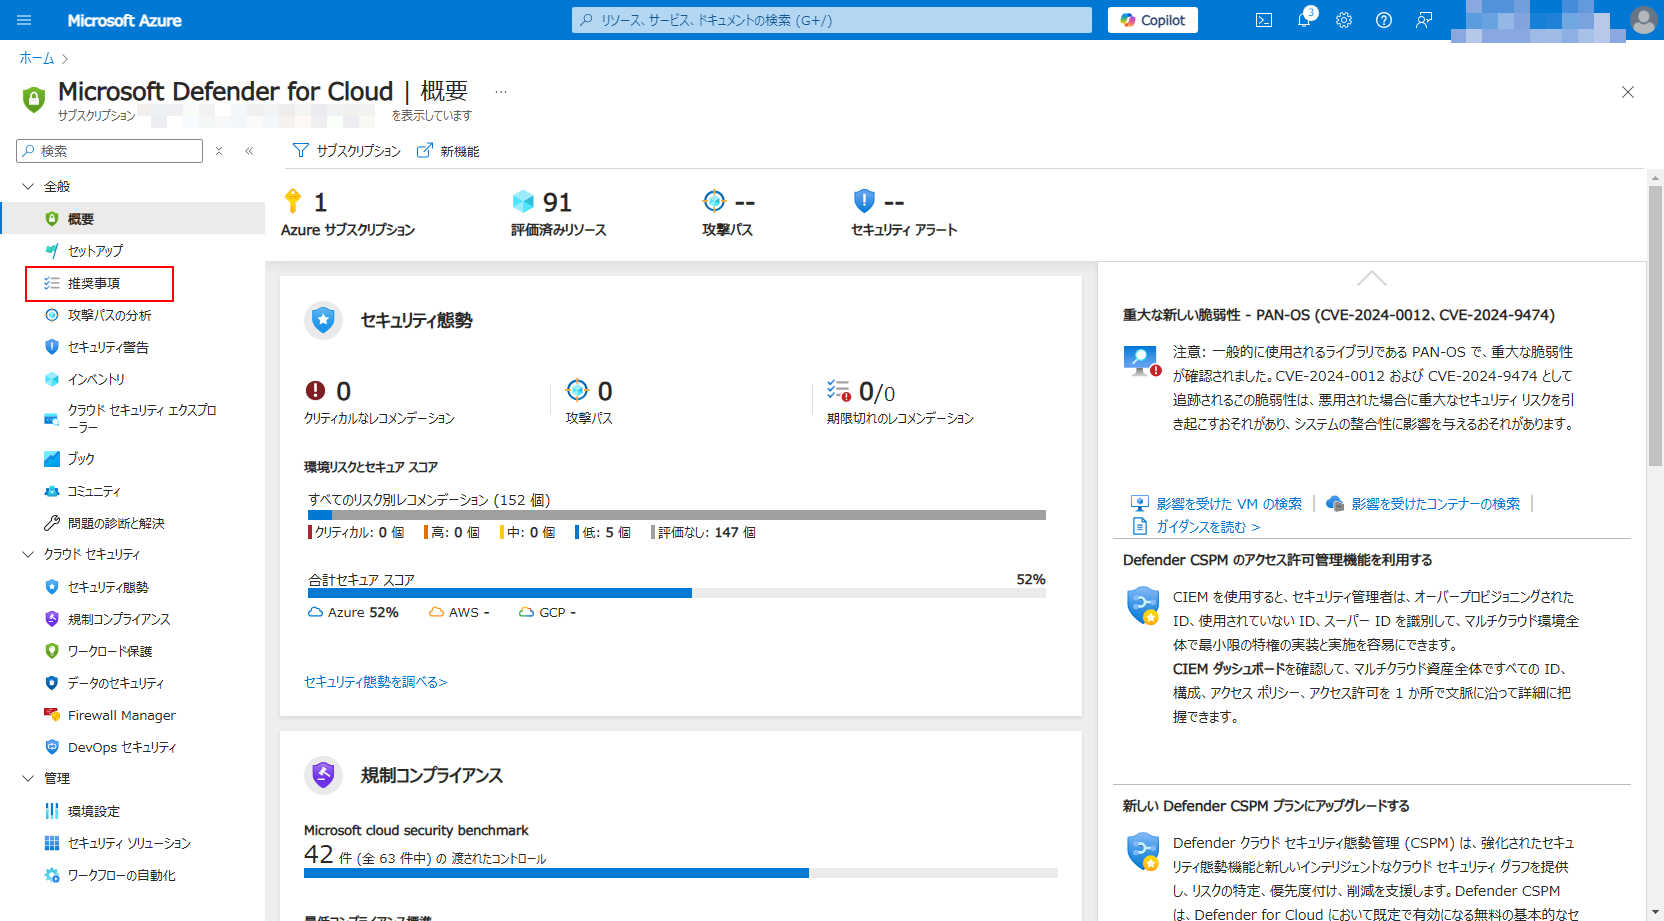 Microsoft Azure
リソース、サービス、ドキュメントの検索 (G+/)
Copilot
3
ホーム
Microsoft Defender for Cloud | 概要
…
サブスクリプション
を表示しています
検索
サブスクリプション
新機能
全般
概要
セットアップ
推奨事項
攻撃パスの分析
セキュリティ警告
インベントリ
クラウド セキュリティ エクスプロ
ーラー
ブック
コミュニティ
問題の診断と解決
クラウド セキュリティ
セキュリティ態勢
規制コンプライアンス
ワークロード保護
データのセキュリティ
Firewall Manager
DevOps セキュリティ
管理
環境設定
セキュリティ ソリューション
ワークフローの自動化
1
Azure サブスクリプション
91
評価済みリソース
--
攻撃パス
--
セキュリティ アラート
セキュリティ態勢
0
クリティカルなレコメンデーション
0
攻撃パス
0/0
期限切れのレコメンデーション
環境リスクとセキュア スコア
すべてのリスク別レコメンデーション (152 個)
クリティカル: 0 個
高: 0 個
中: 0 個
低: 5 個
評価なし: 147 個
合計セキュア スコア
52%
Azure 52%
AWS -
GCP -
セキュリティ態勢を調べる>
規制コンプライアンス
Microsoft cloud security benchmark
42 件 (全 63 件中) の 渡されたコントロール
最低コンプライアンス標準
重大な新しい脆弱性 - PAN-OS (CVE-2024-0012、CVE-2024-9474)
注意: 一般的に使用されるライブラリである PAN-OS で、重大な脆弱性
が確認されました。CVE-2024-0012 および CVE-2024-9474 として
追跡されるこの脆弱性は、悪用された場合に重大なセキュリティ リスクを引
き起こすおそれがあり、システムの整合性に影響を与えるおそれがあります。
影響を受けた VM の検索
影響を受けたコンテナーの検索
ガイダンスを読む >
Defender CSPM のアクセス許可管理機能を利用する
CIEM を使用すると、セキュリティ管理者は、オーバープロビジョニングされた
ID、使用されていない ID、スーパー ID を識別して、マルチクラウド環境全
体で最小限の特権の実装と実施を容易にできます。
CIEM ダッシュボードを確認して、マルチクラウド資産全体ですべての ID、
構成、アクセス ポリシー、アクセス許可を 1 か所で文脈に沿って詳細に把
握できます。
新しい Defender CSPM プランにアップグレードする
Defender クラウド セキュリティ態勢管理 (CSPM) は、強化されたセキュ
リティ態勢機能と新しいインテリジェントなクラウド セキュリティ グラフを提供
し、リスクの特定、優先度付け、削減を支援します。Defender CSPM
は、Defender for Cloud において既定で有効になる無料の基本的なセ